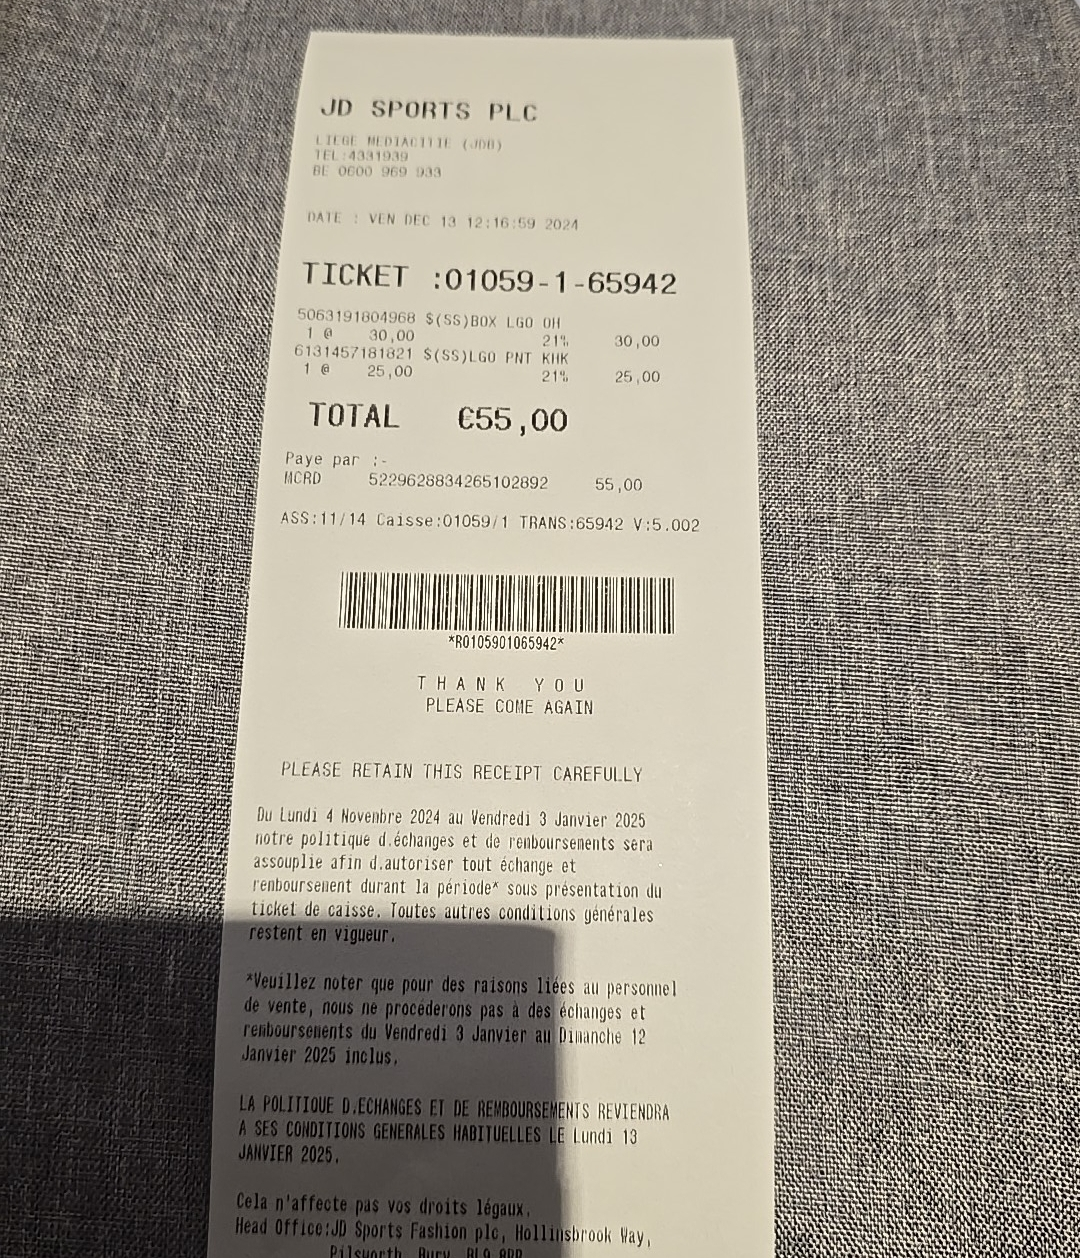 JD SPORTS PLC
LIEGE MEDIACITIE (JDB)
TEL:4331939
BE 0600 969 933
DATE : VEN DEC 13 12:16:59 2024
TICKET :01059-1-65942
5063191804968 $(SS)BOX LGO OH
1 @ 30,00 21% 30,00
6131457181821 $(SS)LGO PNT KHK
1 @ 25,00 21% 25,00
TOTAL €55,00
Paye par :-
MCRD 5229628834265102892 55,00
ASS:11/14 Caisse:01059/1 TRANS:65942 V:5.002
*R0105901065942*
THANK YOU
PLEASE COME AGAIN
PLEASE RETAIN THIS RECEIPT CAREFULLY
Du Lundi 4 Novembre 2024 au Vendredi 3 Janvier 2025
notre politique d.échanges et de remboursements sera
assouplie afin d.autoriser tout échange et
remboursement durant la période* sous présentation du
ticket de caisse. Toutes autres conditions générales
restent en vigueur.
*Veuillez noter que pour des raisons liées au personnel
de vente, nous ne procéderons pas à des échanges et
remboursements du Vendredi 3 Janvier au Dimanche 12
Janvier 2025 inclus.
LA POLITIQUE D.ECHANGES ET DE REMBOURSEMENTS REVIENDRA
A SES CONDITIONS GENERALES HABITUELLES LE Lundi 13
JANVIER 2025.
Cela n'affecte pas vos droits légaux.
Head Office:JD Sports Fashion plc, Hollinsbrook Way,
Pilsworth, Bury, BL9 8RR